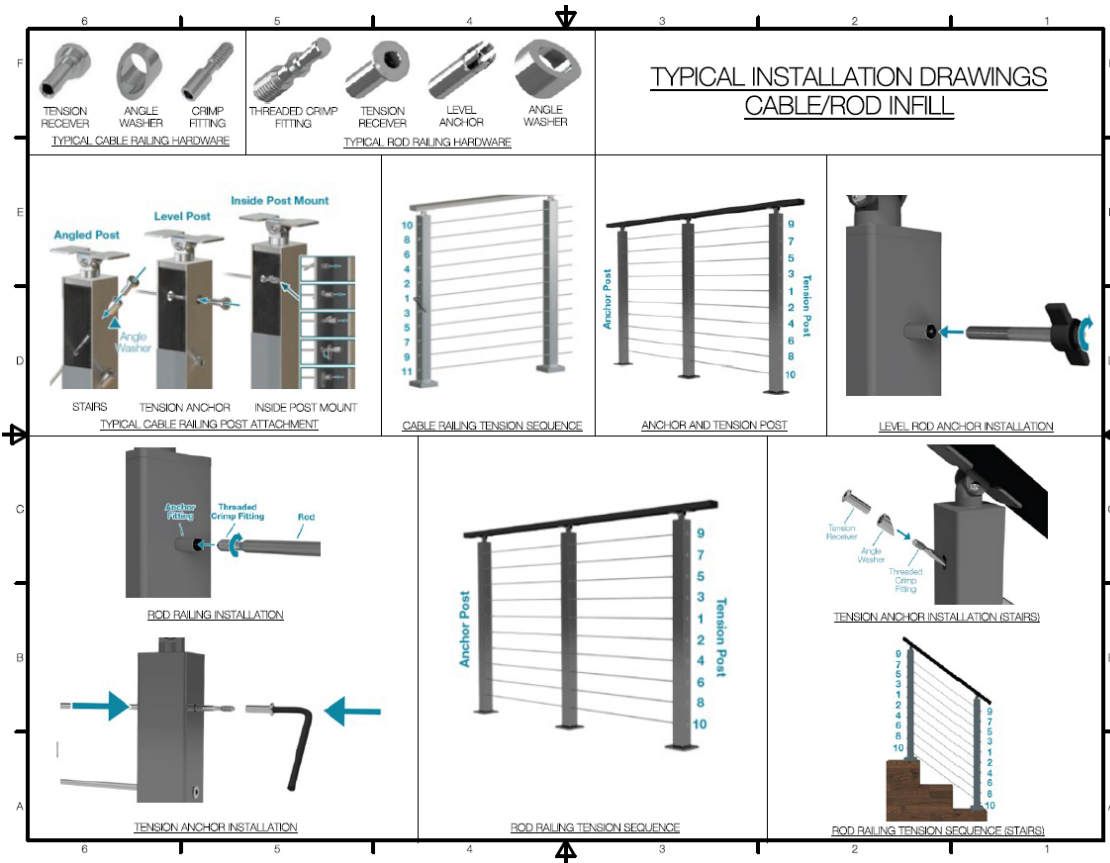 6 5 4 3 2 1
F
TENSION
RECEIVER
ANGLE
WASHER
CRIMP
FITTING
TYPICAL CABLE RAILING HARDWARE
THREADED CRIMP
FITTING
TENSION
RECEIVER
LEVEL
ANCHOR
ANGLE
WASHER
TYPICAL ROD RAILING HARDWARE
TYPICAL INSTALLATION DRAWINGS
CABLE/ROD INFILL
E
D
Angled Post
Level Post
Inside Post Mount
Angle
Washer
STAIRS
TENSION ANCHOR
INSIDE POST MOUNT
TYPICAL CABLE RAILING POST ATTACHMENT
10
8
6
4
2
1
3
5
7
9
11
CABLE RAILING TENSION SEQUENCE
Anchor Post
9
7
5
3
1
2
4
6
8
10
Tension Post
ANCHOR AND TENSION POST
LEVEL ROD ANCHOR INSTALLATION
C
Anchor
Fitting
Threaded
Crimp Fitting
Rod
ROD RAILING INSTALLATION
B
A
TENSION ANCHOR INSTALLATION
Anchor Post
9
7
5
3
1
2
4
6
8
10
Tension Post
ROD RAILING TENSION SEQUENCE
Tension
Receiver
Angle
Washer
Threaded
Crimp
Fitting
TENSION ANCHOR INSTALLATION (STAIRS)
9
7
5
3
1
2
4
6
8
10
9
7
5
3
1
2
4
6
8
10
ROD RAILING TENSION SEQUENCE (STAIRS)
6 5 4 3 2 1